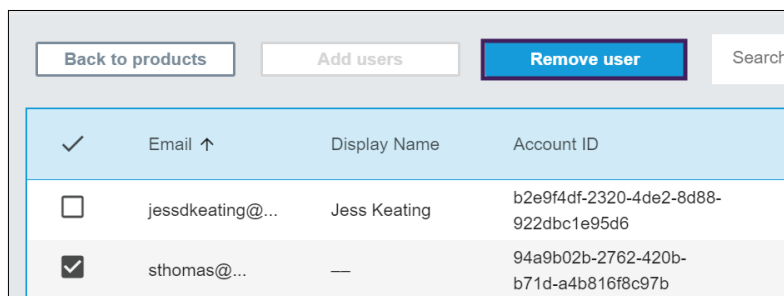 Back to products Add users Remove user Search
Email ↑ Display Name Account ID
jessdkeating@... Jess Keating b2e9f4df-2320-4de2-8d88-
922dbc1e95d6
sthomas@... — 94a9b02b-2762-420b-
b71d-a4b816f8c97b